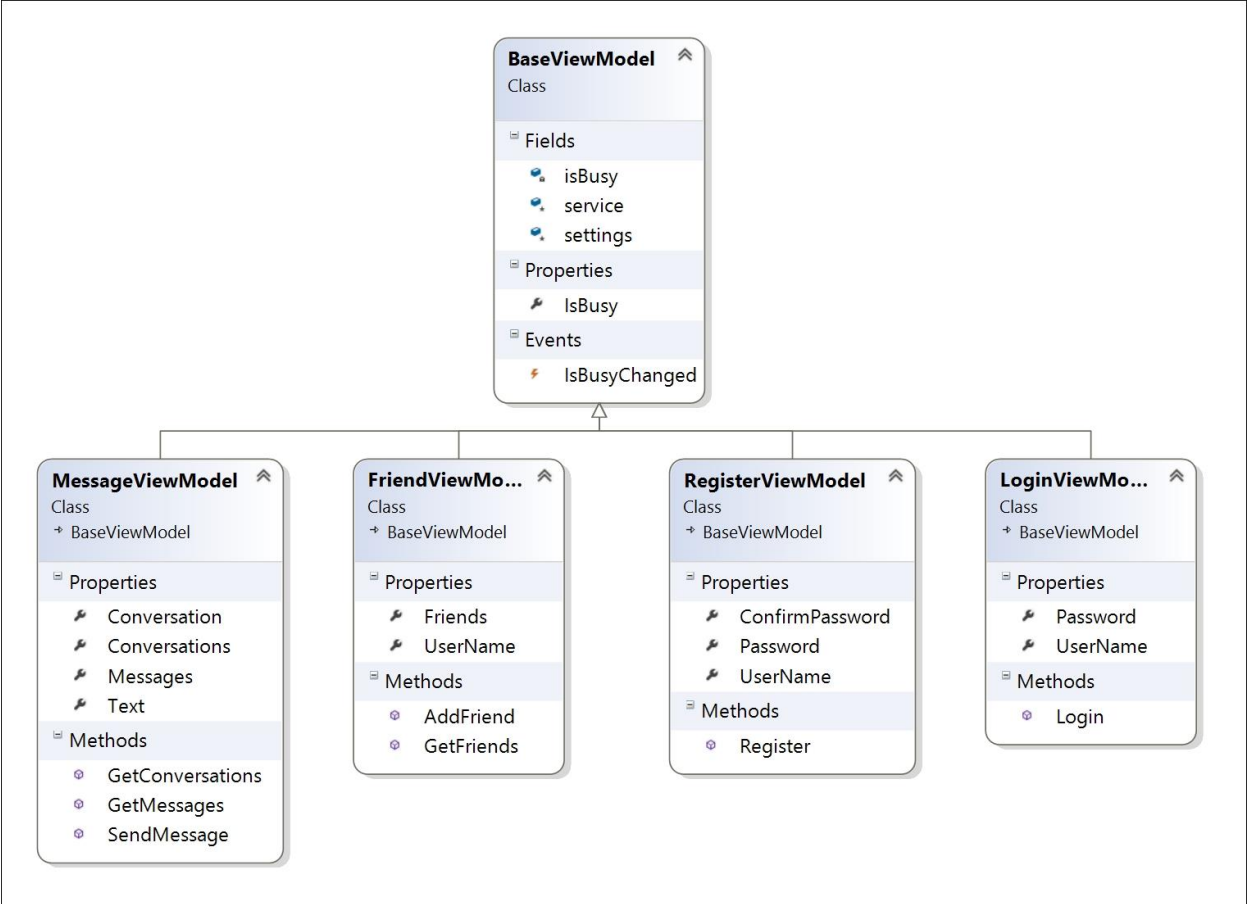 BaseViewModel
Class
Fields
isBusy
service
settings
Properties
IsBusy
Events
IsBusyChanged
MessageViewModel
Class
BaseViewModel
Properties
Conversation
Conversations
Messages
Text
Methods
GetConversations
GetMessages
SendMessage
FriendViewMo...
Class
BaseViewModel
Properties
Friends
UserName
Methods
AddFriend
GetFriends
RegisterViewModel
Class
BaseViewModel
Properties
ConfirmPassword
Password
UserName
Methods
Register
LoginViewMo...
Class
BaseViewModel
Properties
Password
UserName
Methods
Login